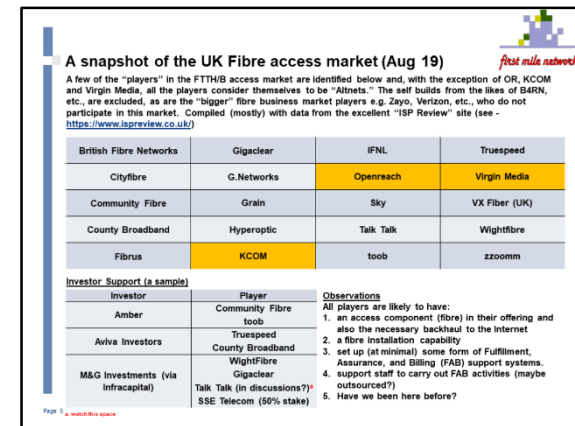 first mile networks
A snapshot of the UK Fibre access market (Aug 19)
A few of the “players” in the FTTH/B access market are identified below and, with the exception of OR, KCOM
and Virgin Media, all the players consider themselves to be “Altnets.” The self builds from the likes of B4RN,
etc., are excluded, as are the “bigger” fibre business market players e.g. Zayo, Verizon, etc., who do not
participate in this market. Compiled (mostly) with data from the excellent “ISP Review” site (see -
https://www.ispreview.co.uk/)
British Fibre Networks Gigaclear IFNL Truespeed
Cityfibre G.Networks Openreach Virgin Media
Community Fibre Grain Sky VX Fiber (UK)
County Broadband Hyperoptic Talk Talk Wightfibre
Fibrus KCOM toob zzoomm
Investor Support (a sample)
Investor Player
Amber Community Fibre
toob
Aviva Investors Truespeed
County Broadband
M&G Investments (via
Infracapital)
WightFibre
Gigaclear
Talk Talk (in discussions?)a
SSE Telecom (50% stake)
Observations
All players are likely to have:
1. an access component (fibre) in their offering and
also the necessary backhaul to the Internet
2. a fibre installation capability
3. set up (at minimal) some form of Fulfillment,
Assurance, and Billing (FAB) support systems.
4. support staff to carry out FAB activities (maybe
outsourced?)
5. Have we been here before?
Page 5 a. watch this space